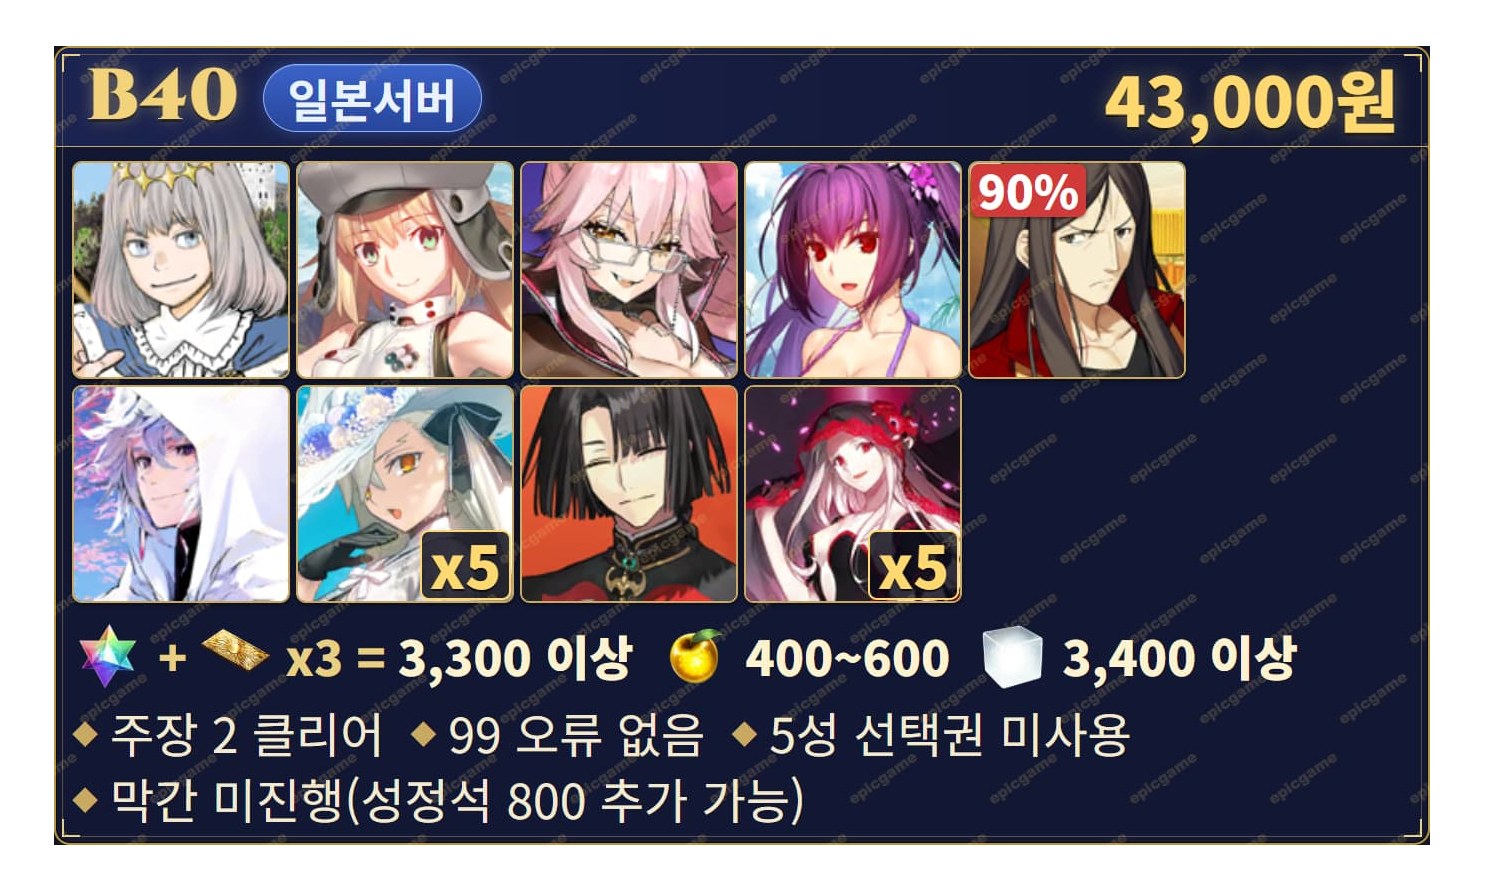 B40 일본서버 43,000원
90%
x5 x5
+ x3 = 3,300 이상 400~600 3,400 이상
주장 2 클리어 99 오류 없음 5성 선택권 미사용
막간 미진행(성정석 800 추가 가능)
epicgame